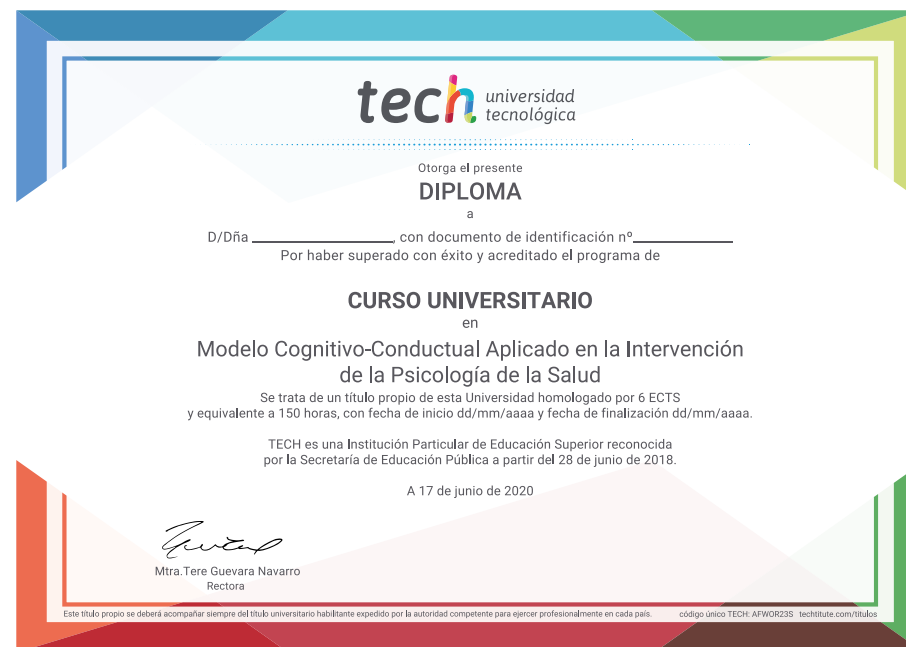 tech universidad
tecnológica
Otorga el presente
DIPLOMA
a
D/Dña ____________________, con documento de identificación nº______________
Por haber superado con éxito y acreditado el programa de
CURSO UNIVERSITARIO
en
Modelo Cognitivo-Conductual Aplicado en la Intervención
de la Psicología de la Salud
Se trata de un título propio de esta Universidad homologado por 6 ECTS
y equivalente a 150 horas, con fecha de inicio dd/mm/aaaa y fecha de finalización dd/mm/aaaa.
TECH es una Institución Particular de Educación Superior reconocida
por la Secretaría de Educación Pública a partir del 28 de junio de 2018.
A 17 de junio de 2020
Mtra.Tere Guevara Navarro
Rectora
Este título propio se deberá acompañar siempre del título universitario habilitante expedido por la autoridad competente para ejercer profesionalmente en cada país. código único TECH: AFWOR23S techtitute.com/títulos